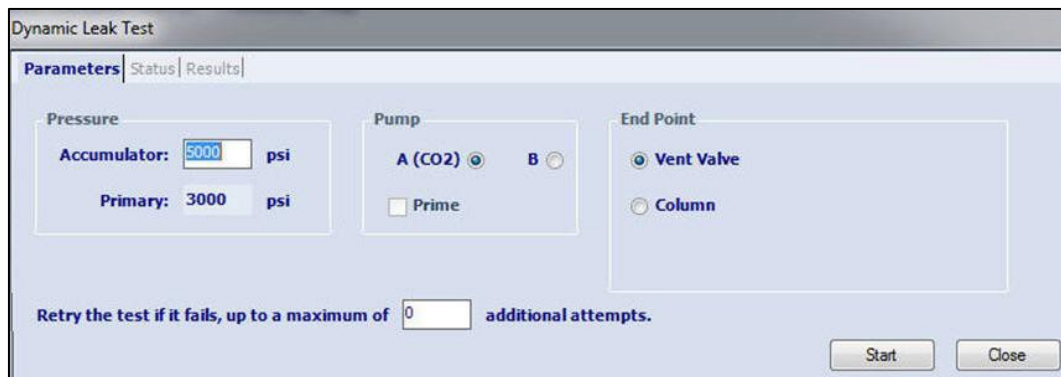 Dynamic Leak Test
Parameters Status Results
Pressure
Accumulator: 5000 psi
Primary: 3000 psi
Pump
A (CO2) B
Prime
End Point
Vent Valve
Column
Retry the test if it fails, up to a maximum of 0 additional attempts.
Start Close